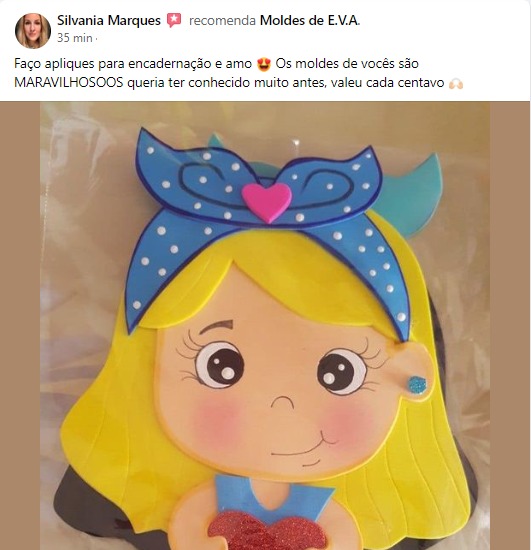 Silvania Marques recomenda Moldes de E.V.A.
35 min ·
Faço apliques para encadernação e amo 😍 Os moldes de vocês são
MARAVILHOSOOS queria ter conhecido muito antes, valeu cada centavo 🙌🏻